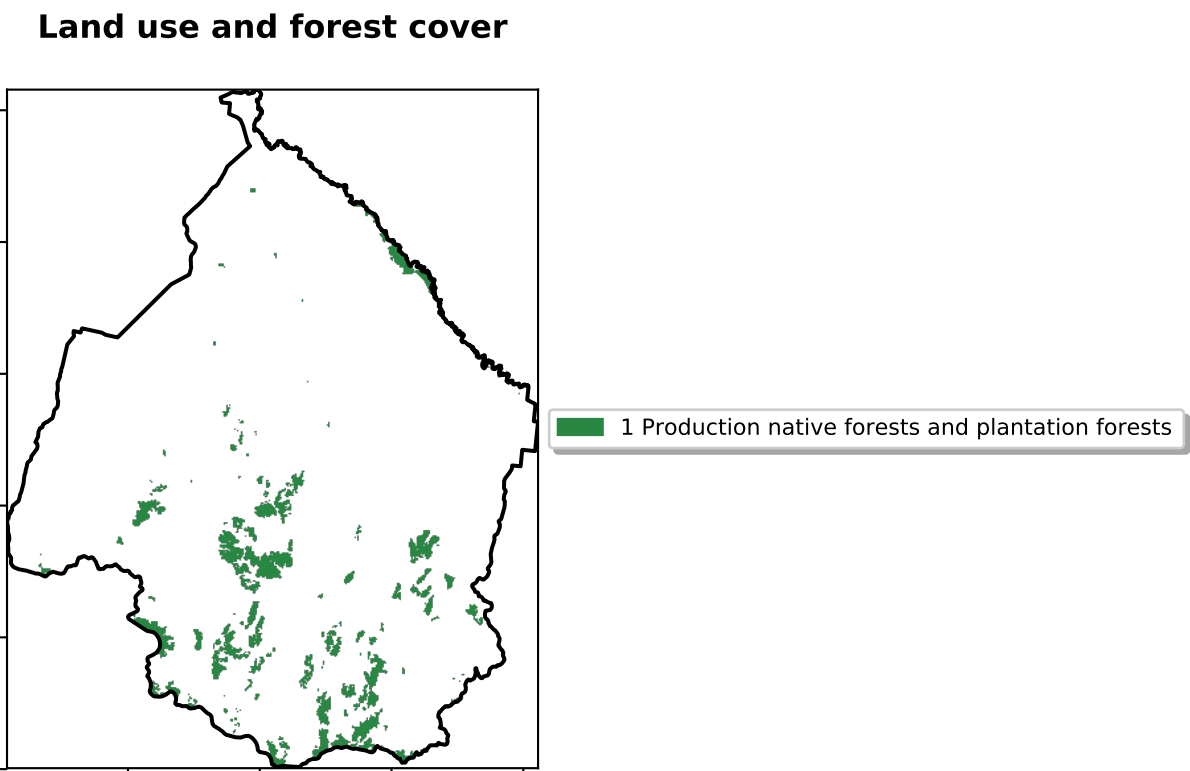 Land use and forest cover
1 Production native forests and plantation forests